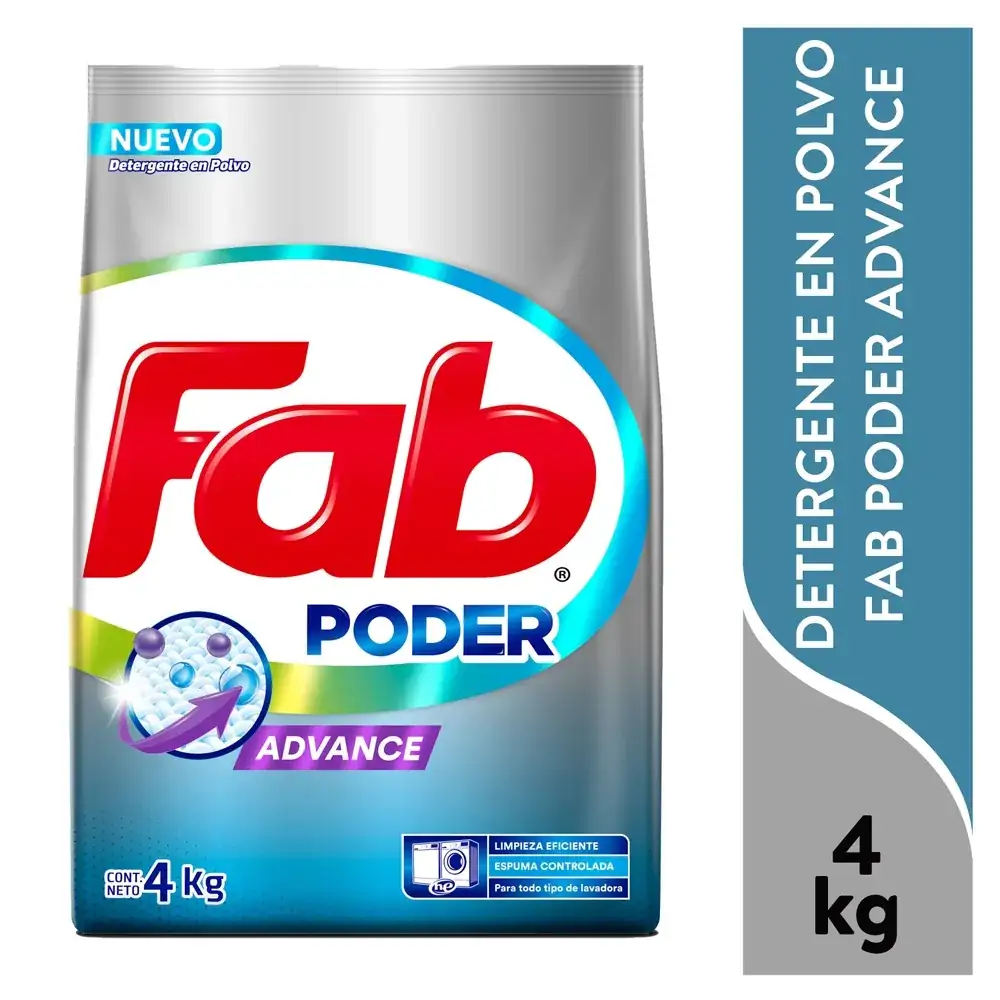 NUEVO
Detergente en Polvo
Fab
®
PODER
ADVANCE
CONT. NETO 4 kg
LIMPIEZA EFICIENTE
ESPUMA CONTROLADA
Para todo tipo de lavadora
he
DETERGENTE EN POLVO
FAB PODER ADVANCE
4
kg